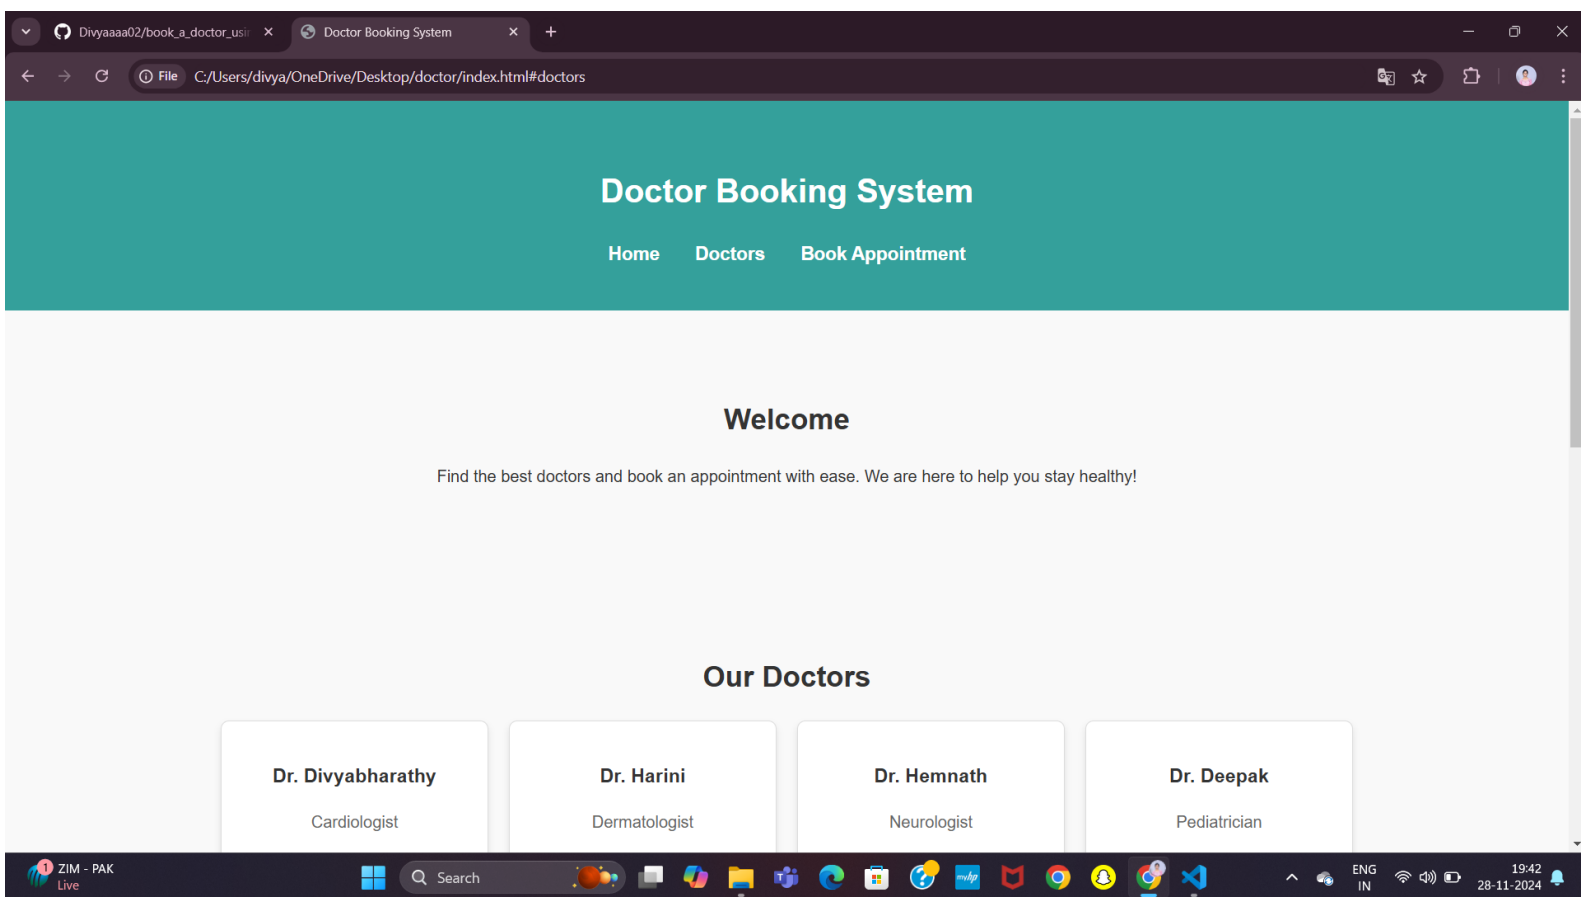 Divyaaaa02/book_a_doctor_usin
Doctor Booking System
File C:/Users/divya/OneDrive/Desktop/doctor/index.html#doctors
Doctor Booking System
Home Doctors Book Appointment
Welcome
Find the best doctors and book an appointment with ease. We are here to help you stay healthy!
Our Doctors
Dr. Divyabharathy
Cardiologist
Dr. Harini
Dermatologist
Dr. Hemnath
Neurologist
Dr. Deepak
Pediatrician
1
ZIM - PAK
Live
Search
myhp
ENG
IN
19:42
28-11-2024